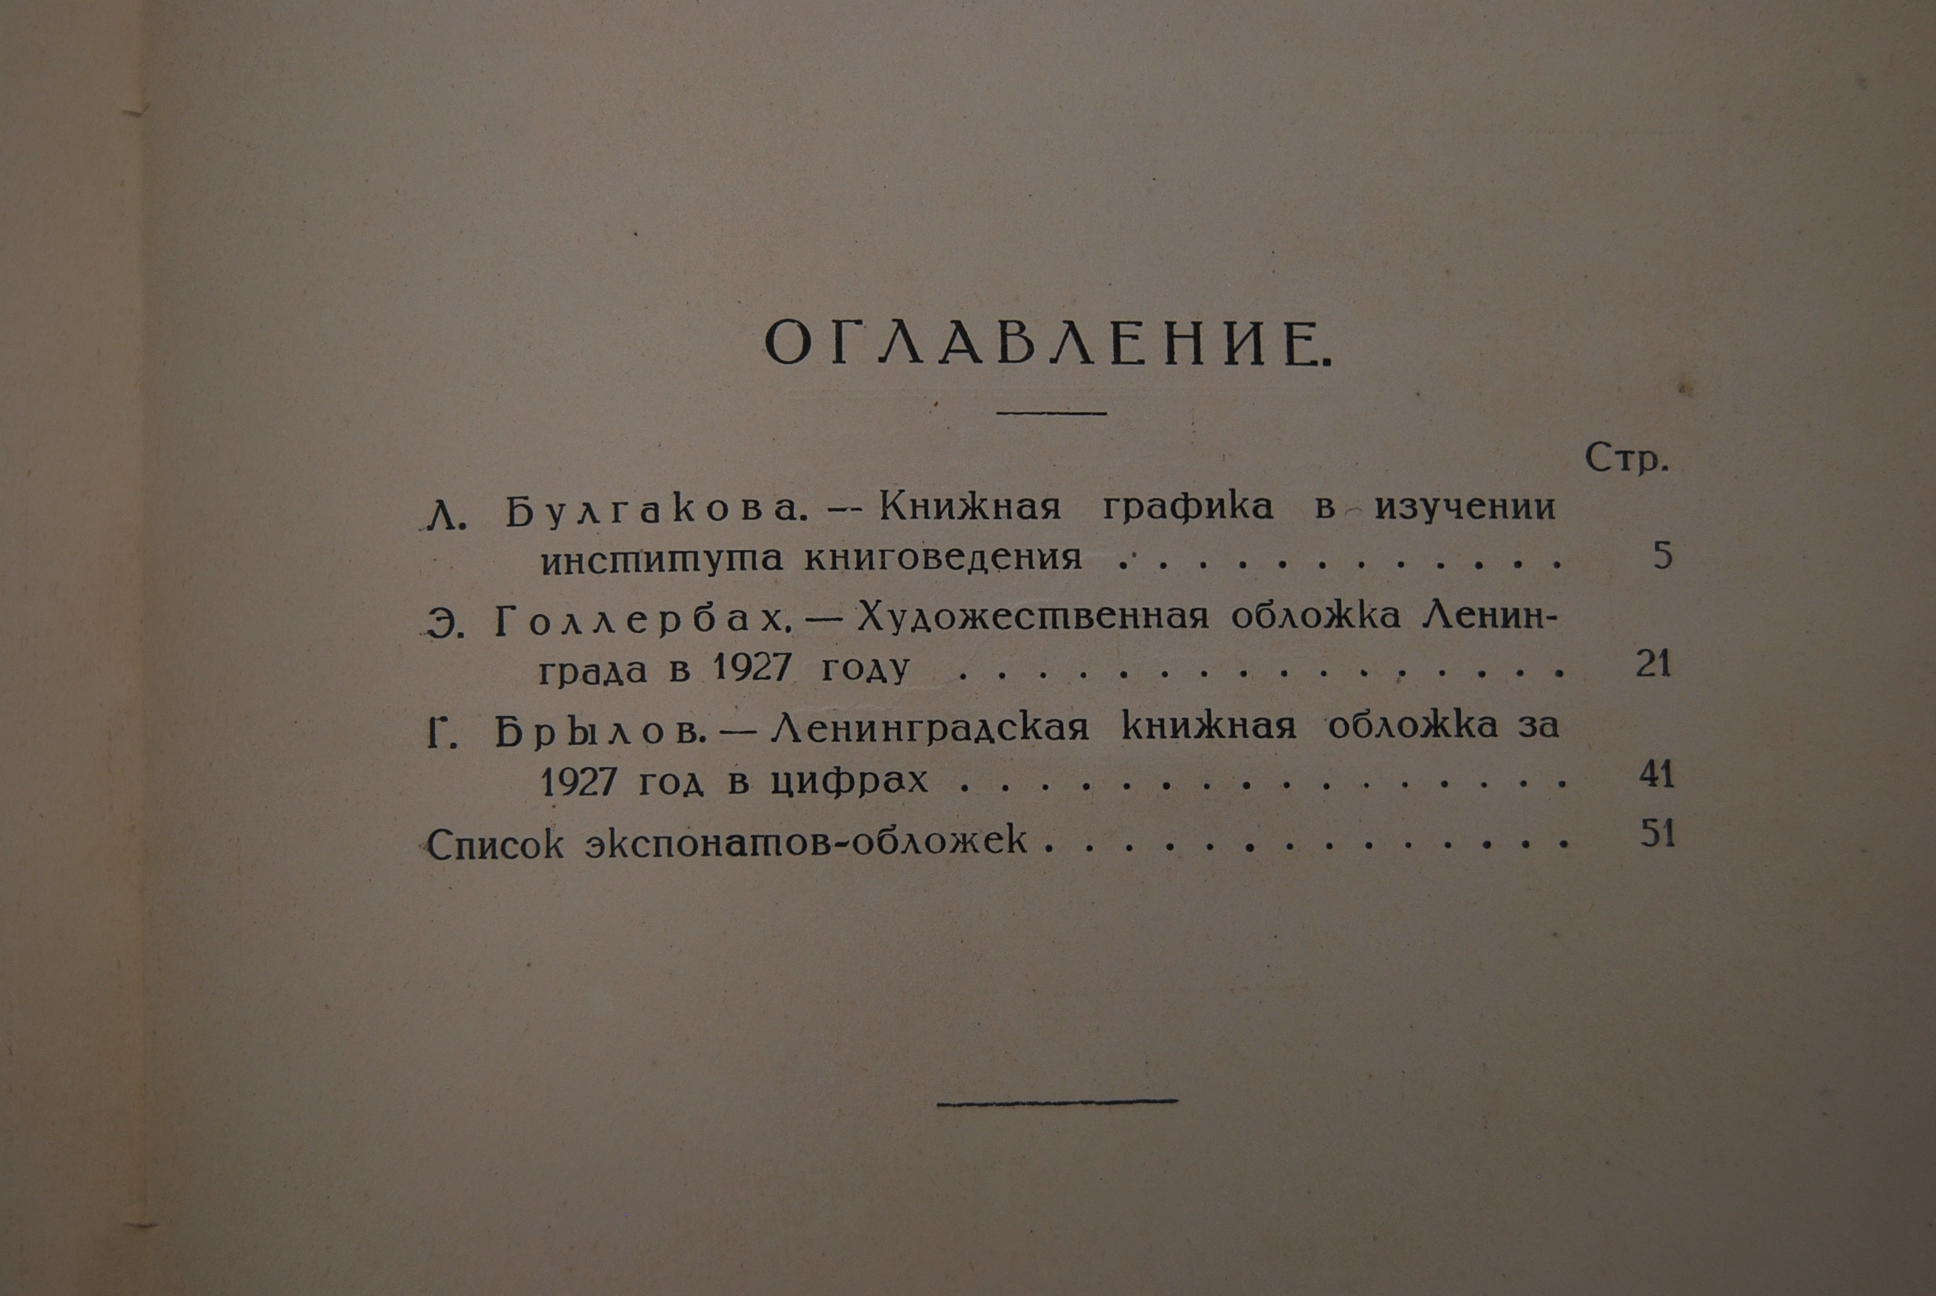 ОГЛАВЛЕНИЕ.
Стр.
Л. Булгакова. — Книжная графика в изучении
института книговедения . . . . . . . . . . . . 5
Э. Голлербах. — Художественная обложка Ленин-
града в 1927 году . . . . . . . . . . . . . . . . 21
Г. Брылов. — Ленинградская книжная обложка за
1927 год в цифрах . . . . . . . . . . . . . . . . 41
Список экспонатов-обложек . . . . . . . . . . . . . . 51